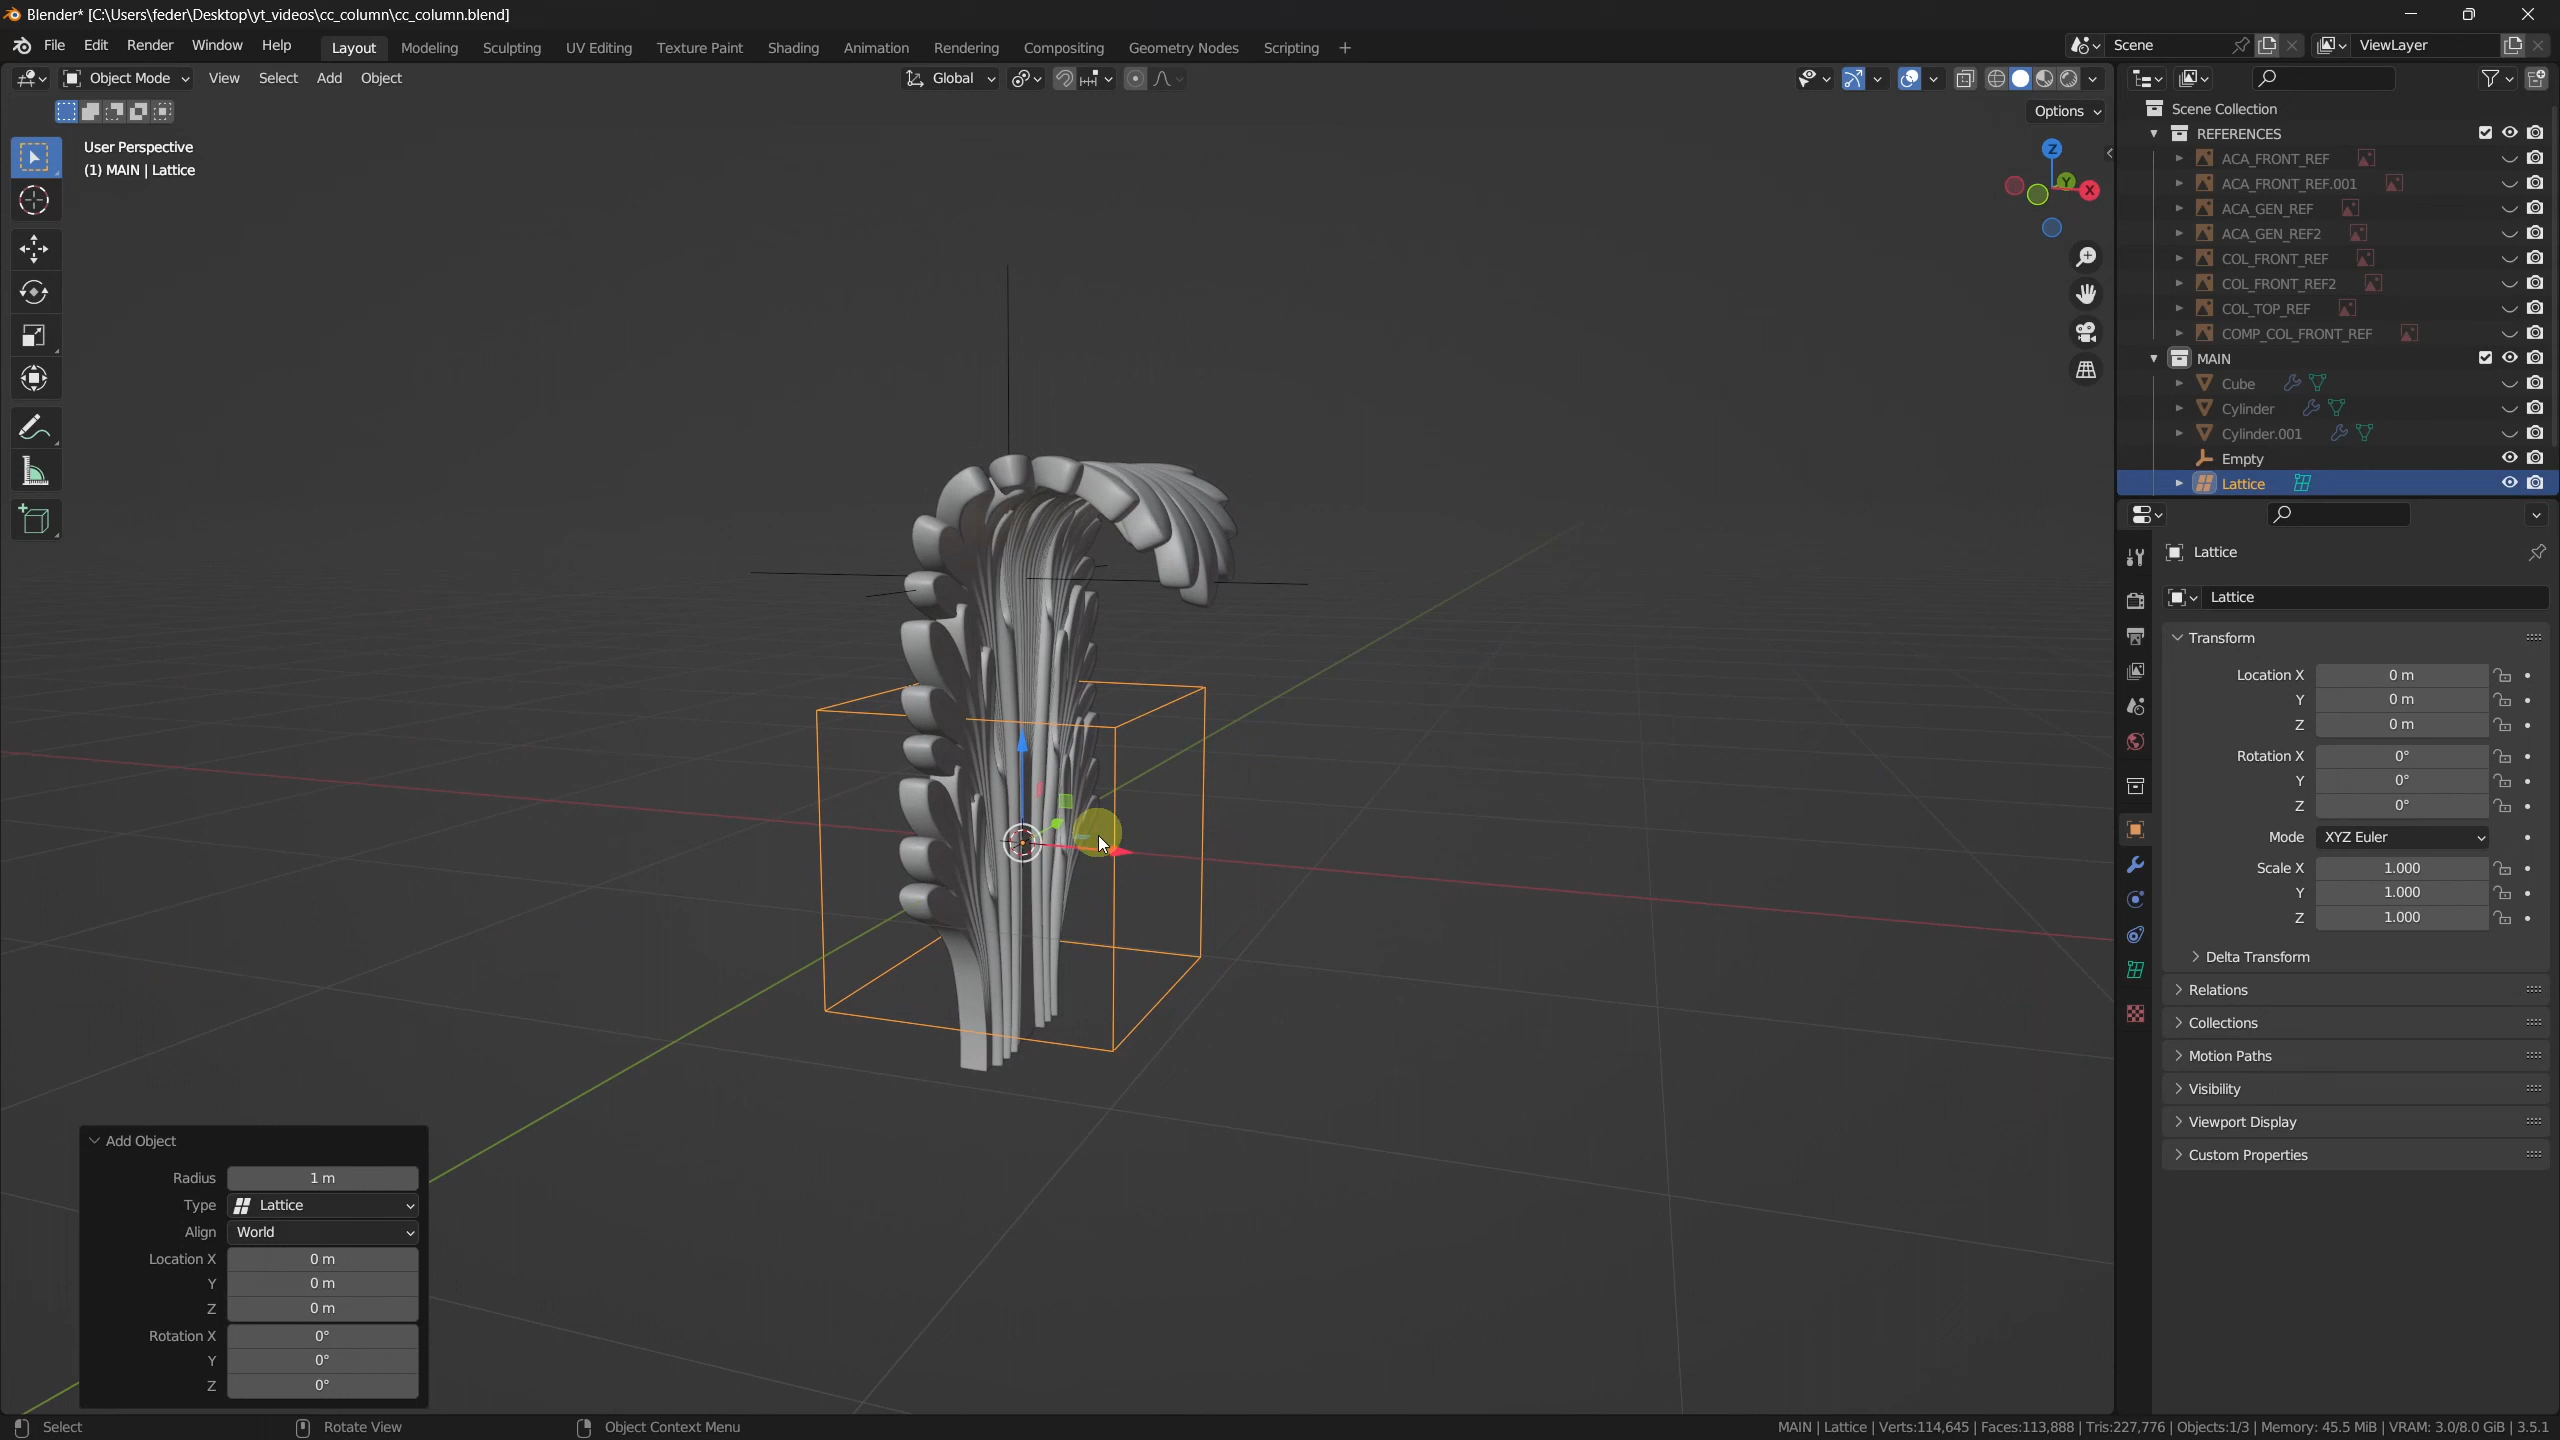 Blender* [C:\Users\feder\Desktop\yt_videos\cc_column\cc_column.blend]
File Edit Render Window Help Layout Modeling Sculpting UV Editing Texture Paint Shading Animation Rendering Compositing Geometry Nodes Scripting + Scene ViewLayer
Object Mode View Select Add Object Global
Options
User Perspective
(1) MAIN | Lattice
Z
Y
X
Scene Collection
REFERENCES
ACA_FRONT_REF
ACA_FRONT_REF.001
ACA_GEN_REF
ACA_GEN_REF2
COL_FRONT_REF
COL_FRONT_REF2
COL_TOP_REF
COMP_COL_FRONT_REF
MAIN
Cube
Cylinder
Cylinder.001
Empty
Lattice
Lattice
Lattice
Transform
Location X 0 m
Y 0 m
Z 0 m
Rotation X 0°
Y 0°
Z 0°
Mode XYZ Euler
Scale X 1.000
Y 1.000
Z 1.000
Delta Transform
Relations
Collections
Motion Paths
Visibility
Viewport Display
Custom Properties
Add Object
Radius 1 m
Type Lattice
Align World
Location X 0 m
Y 0 m
Z 0 m
Rotation X 0°
Y 0°
Z 0°
Select Rotate View Object Context Menu MAIN | Lattice | Verts:114,645 | Faces:113,888 | Tris:227,776 | Objects:1/3 | Memory: 45.5 MiB | VRAM: 3.0/8.0 GiB | 3.5.1